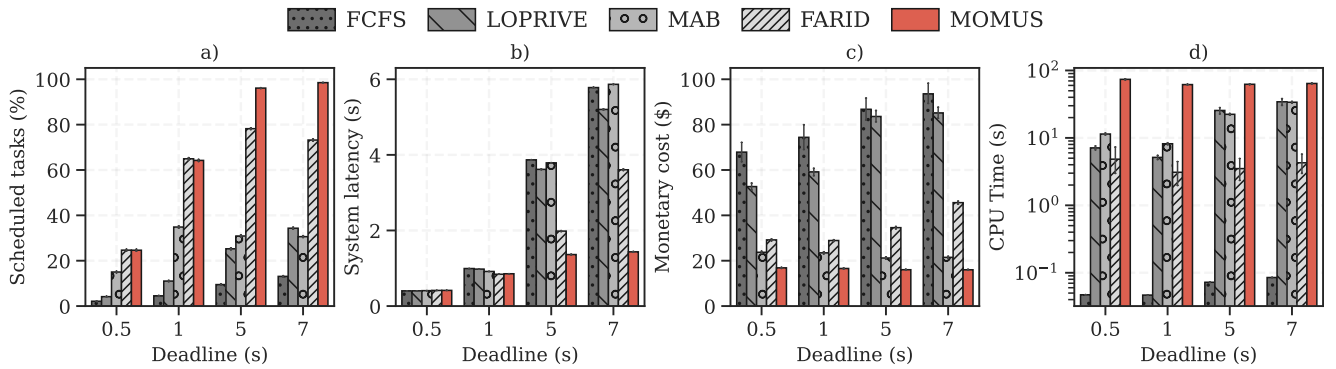 FCFS LOPRIVE MAB FARID MOMUS
a)
Scheduled tasks (%)
100
80
60
40
20
0
0.5 1 5 7
Deadline (s)
b)
System latency (s)
6
4
2
0
0.5 1 5 7
Deadline (s)
c)
Monetary cost ($)
100
80
60
40
20
0
0.5 1 5 7
Deadline (s)
d)
CPU Time (s)
10²
10¹
10⁰
10⁻¹
0.5 1 5 7
Deadline (s)